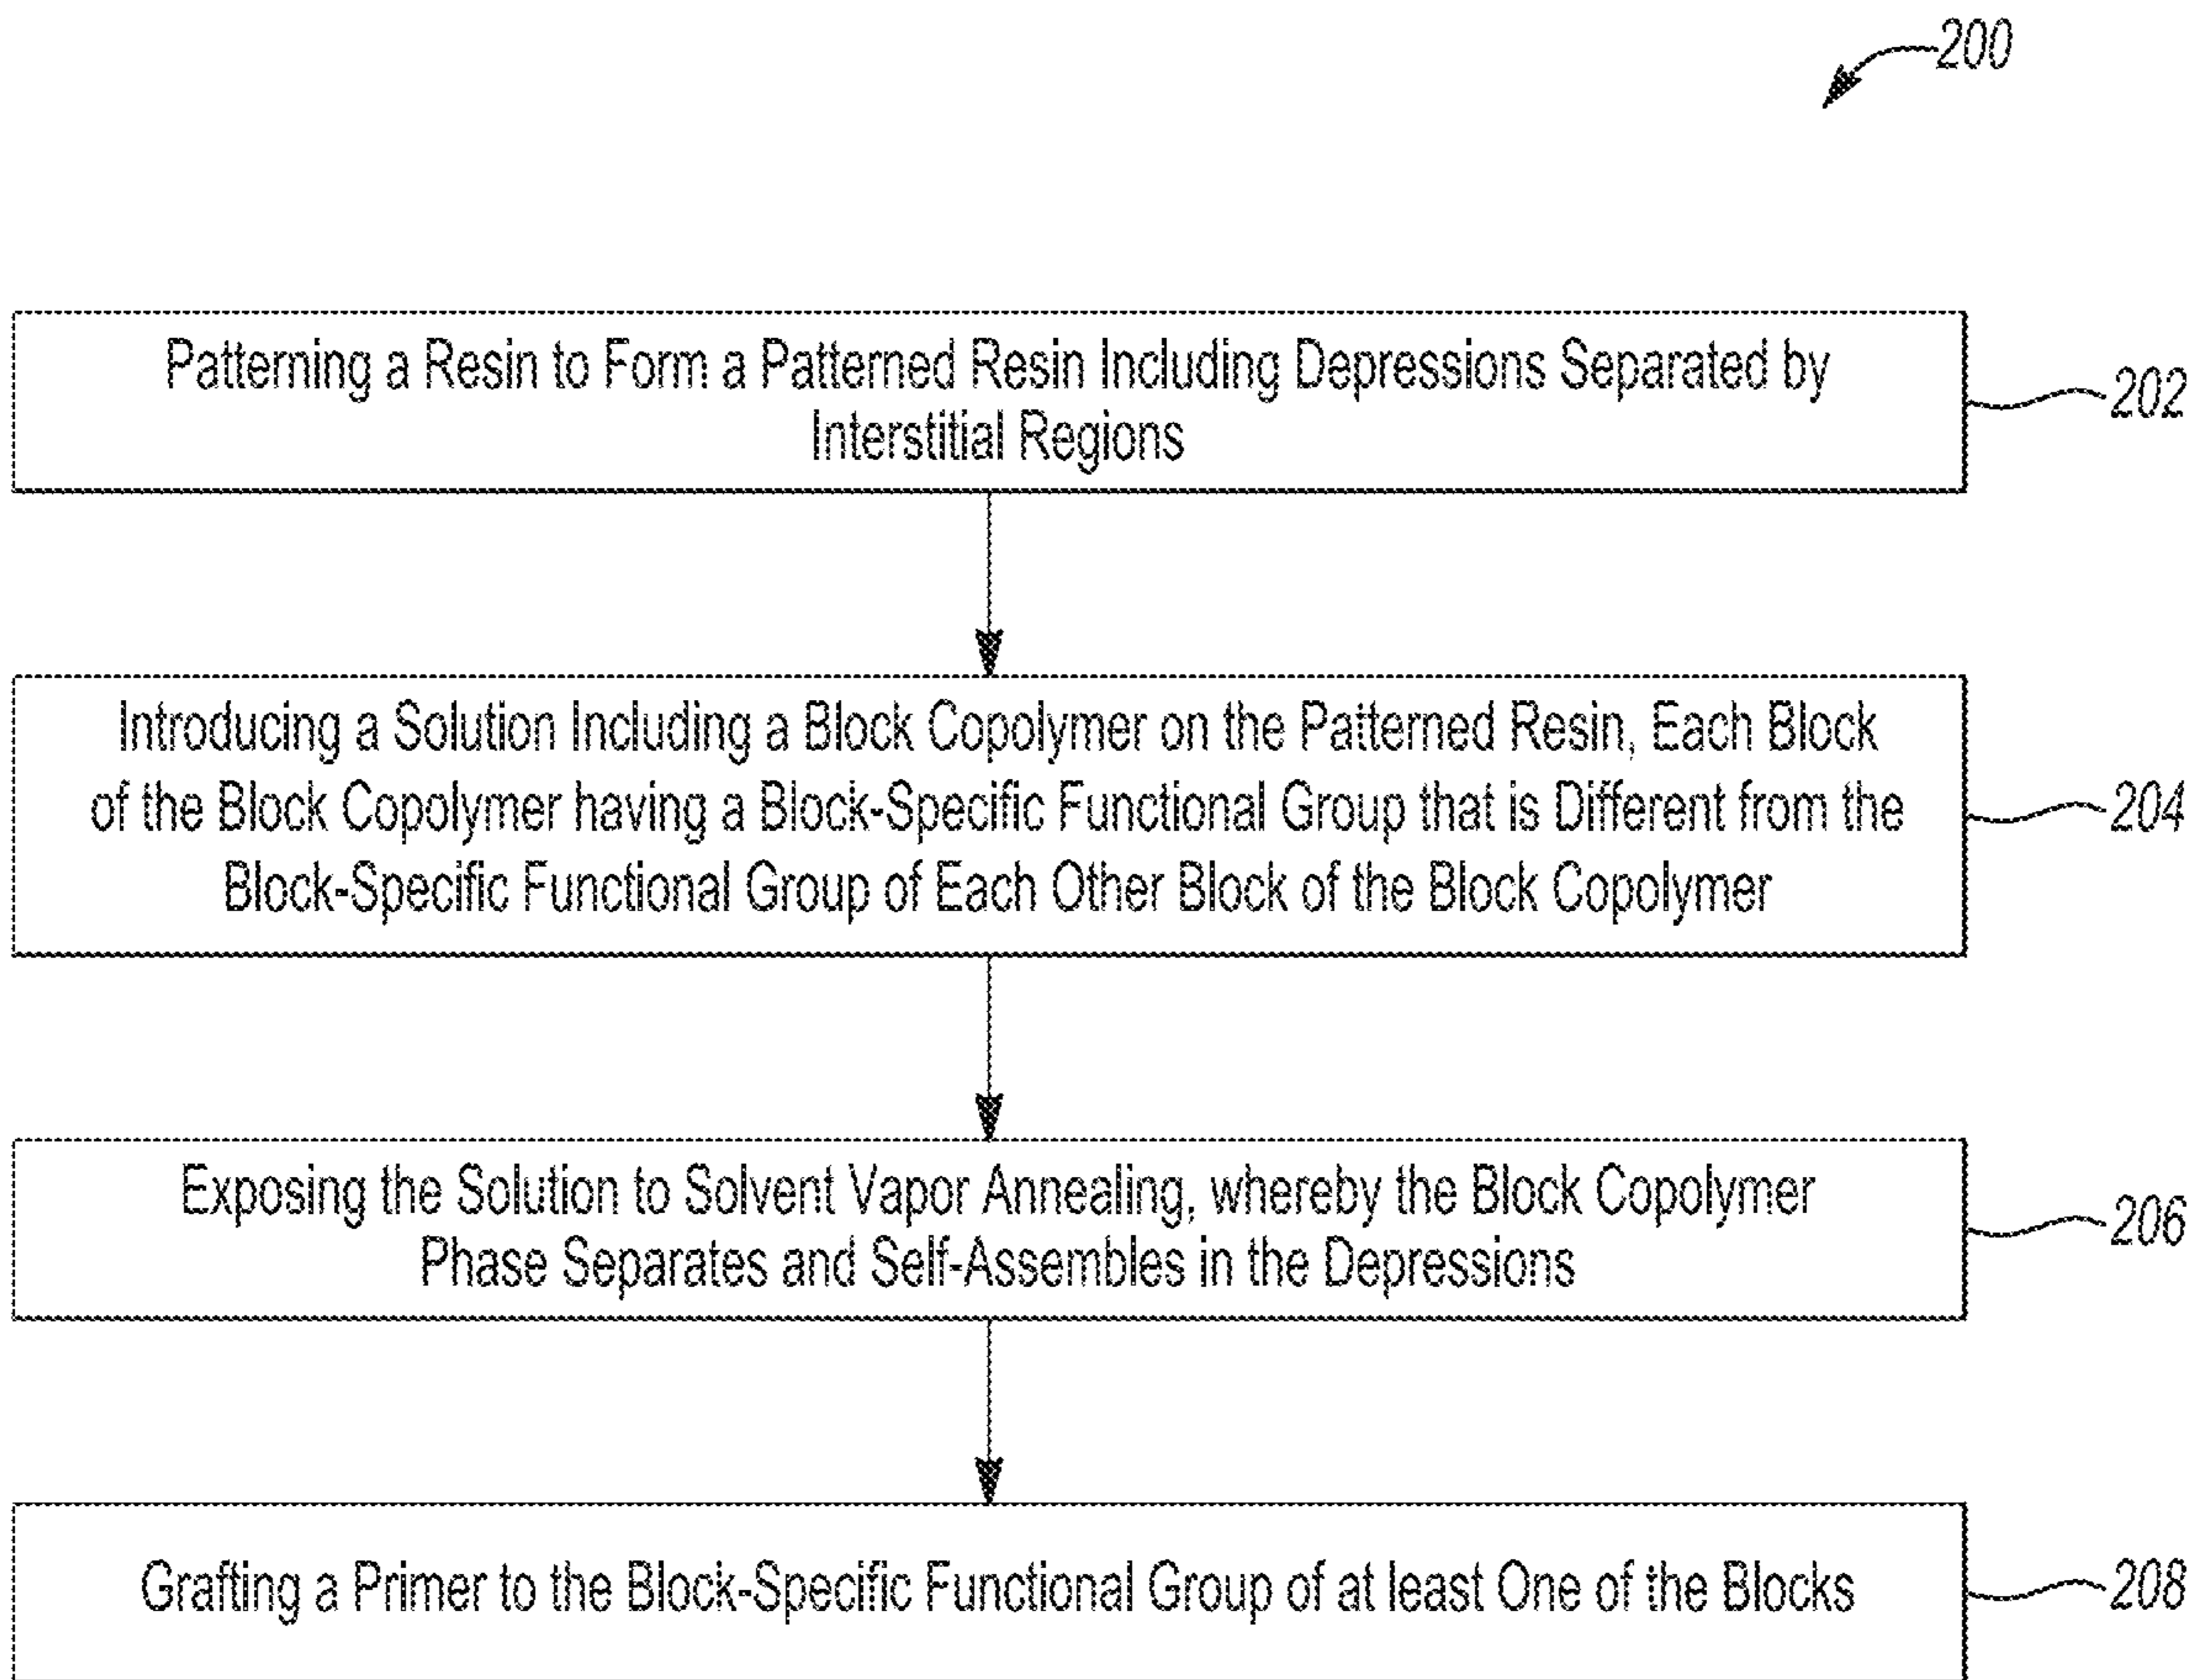 200
Patterning a Resin to Form a Patterned Resin Including Depressions Separated by
Interstitial Regions
202
Introducing a Solution Including a Block Copolymer on the Patterned Resin, Each Block
of the Block Copolymer having a Block-Specific Functional Group that is Different from the
Block-Specific Functional Group of Each Other Block of the Block Copolymer
204
Exposing the Solution to Solvent Vapor Annealing, whereby the Block Copolymer
Phase Separates and Self-Assembles in the Depressions
206
Grafting a Primer to the Block-Specific Functional Group of at least One of the Blocks
208